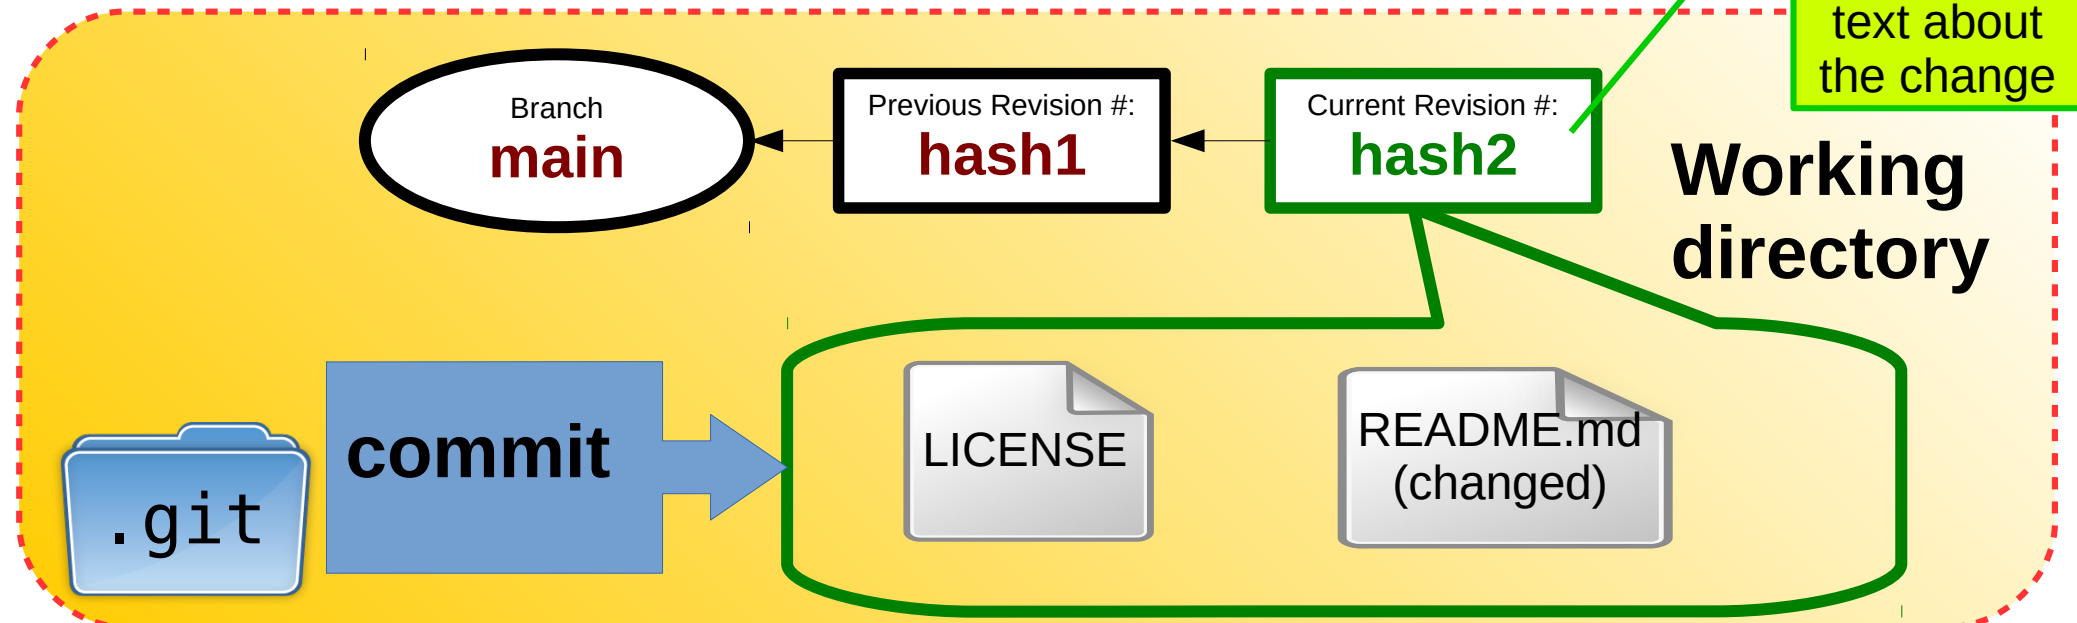 text about
the change
Branch
main
Previous Revision #:
hash1
Current Revision #:
hash2
Working
directory
commit
.git
LICENSE
README.md
(changed)